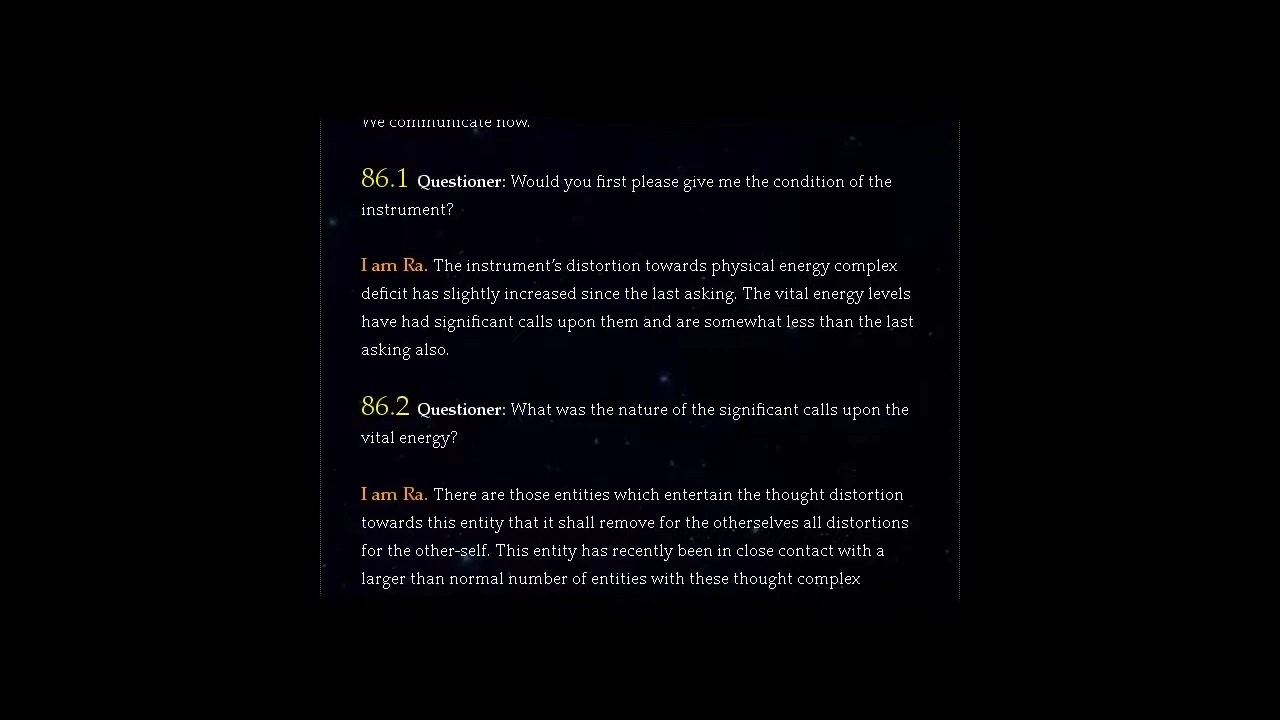 We communicate now.
86.1 Questioner: Would you first please give me the condition of the
instrument?
I am Ra. The instrument's distortion towards physical energy complex
deficit has slightly increased since the last asking. The vital energy levels
have had significant calls upon them and are somewhat less than the last
asking also.
86.2 Questioner: What was the nature of the significant calls upon the
vital energy?
I am Ra. There are those entities which entertain the thought distortion
towards this entity that it shall remove for the otherselves all distortions
for the other-self. This entity has recently been in close contact with a
larger than normal number of entities with these thought complex